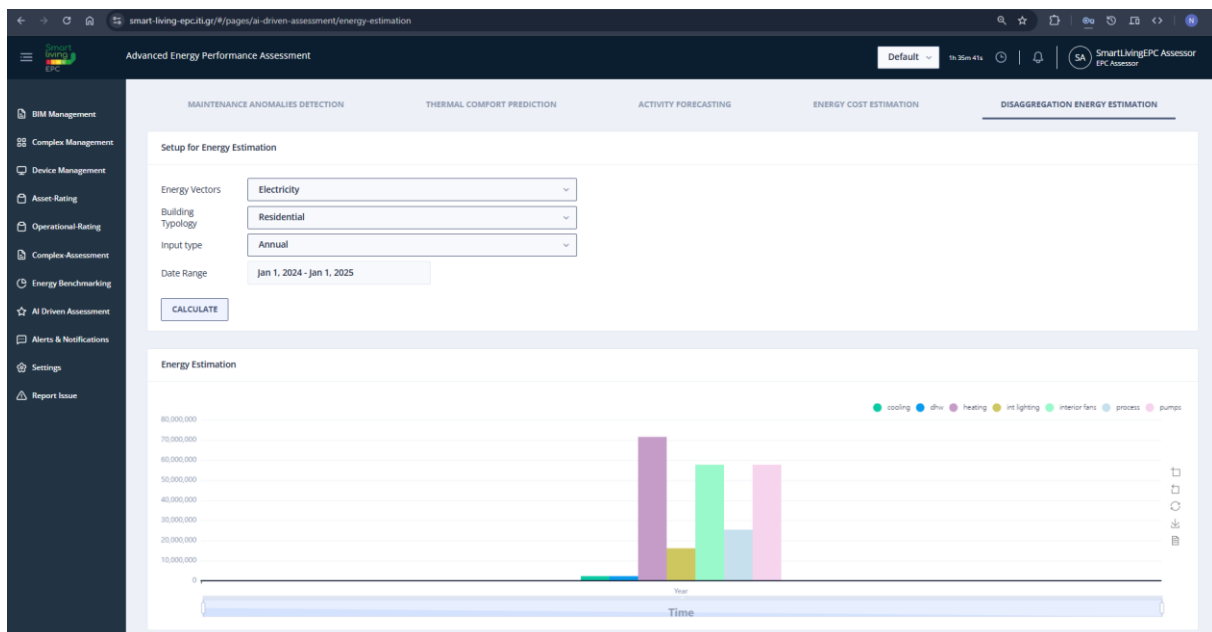 smart-living-epc.iti.gr/#/pages/ai-driven-assessment/energy-estimation
N
Smart living EPC
Advanced Energy Performance Assessment
Default
1h 35m 41s
SA
SmartLivingEPC Assessor
EPC Assessor
BIM Management
Complex Management
Device Management
Asset-Rating
Operational-Rating
Complex-Assessment
Energy Benchmarking
AI Driven Assessment
Alerts & Notifications
Settings
Report Issue
MAINTENANCE ANOMALIES DETECTION THERMAL COMFORT PREDICTION ACTIVITY FORECASTING ENERGY COST ESTIMATION DISAGGREGATION ENERGY ESTIMATION
Setup for Energy Estimation
Energy Vectors Electricity
Building Typology Residential
Input type Annual
Date Range Jan 1, 2024 - Jan 1, 2025
CALCULATE
Energy Estimation
cooling dhw heating int lighting interior fans process pumps
80,000,000
70,000,000
60,000,000
50,000,000
40,000,000
30,000,000
20,000,000
10,000,000
0
Year
Time